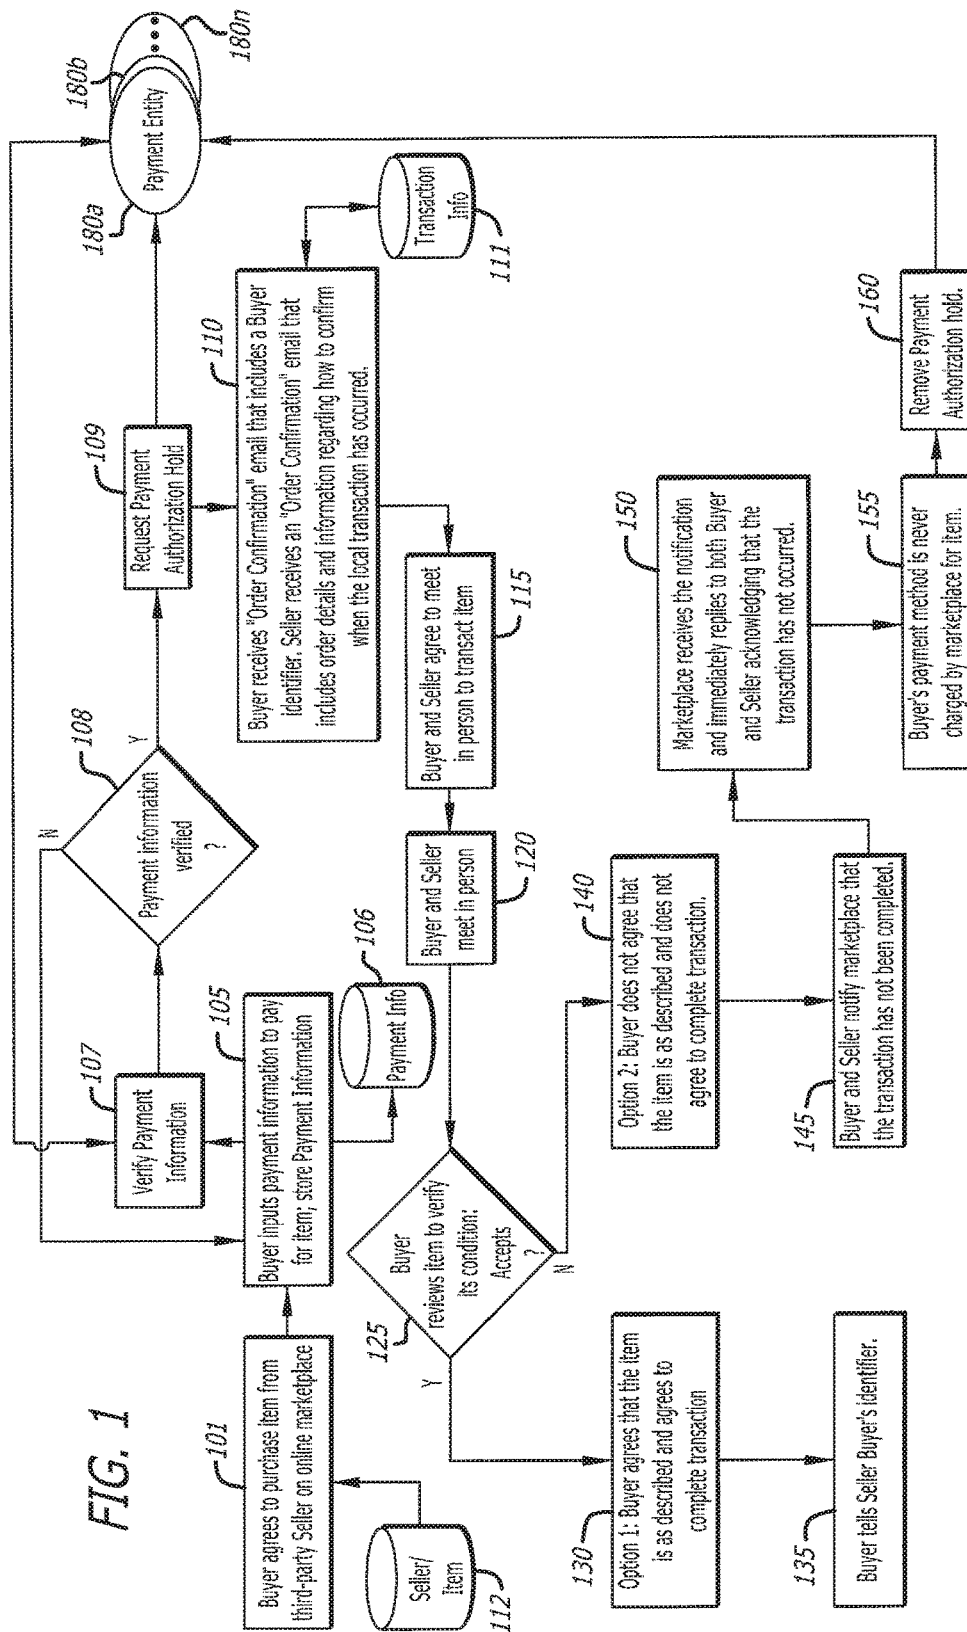 FIG. 1
101
Buyer agrees to purchase item from
third-party Seller on online marketplace
Seller/
Item
112
105
Buyer inputs payment information to pay
for item; store Payment Information
106
Payment Info
107
Verify Payment
Information
108
Payment information
verified
?
N
Y
109
Request Payment
Authorization Hold
180a
180b
180n
Payment Entity
110
Buyer receives "Order Confirmation" email that includes a Buyer
identifier. Seller receives an "Order Confirmation" email that
includes order details and information regarding how to confirm
when the local transaction has occurred.
Transaction
Info
111
115
Buyer and Seller agree to meet
in person to transact item
Buyer and Seller
meet in person
120
125
Buyer
reviews item to verify
its condition:
Accepts
?
Y
N
130
Option 1: Buyer agrees that the item
is as described and agrees to
complete transaction
135
Buyer tells Seller Buyer's identifier.
140
Option 2: Buyer does not agree that
the item is as described and does not
agree to complete transaction.
145
Buyer and Seller notify marketplace that
the transaction has not been completed.
150
Marketplace receives the notification
and immediately replies to both Buyer
and Seller acknowledging that the
transaction has not occurred.
155
Buyer's payment method is never
charged by marketplace for item.
160
Remove Payment
Authorization hold.